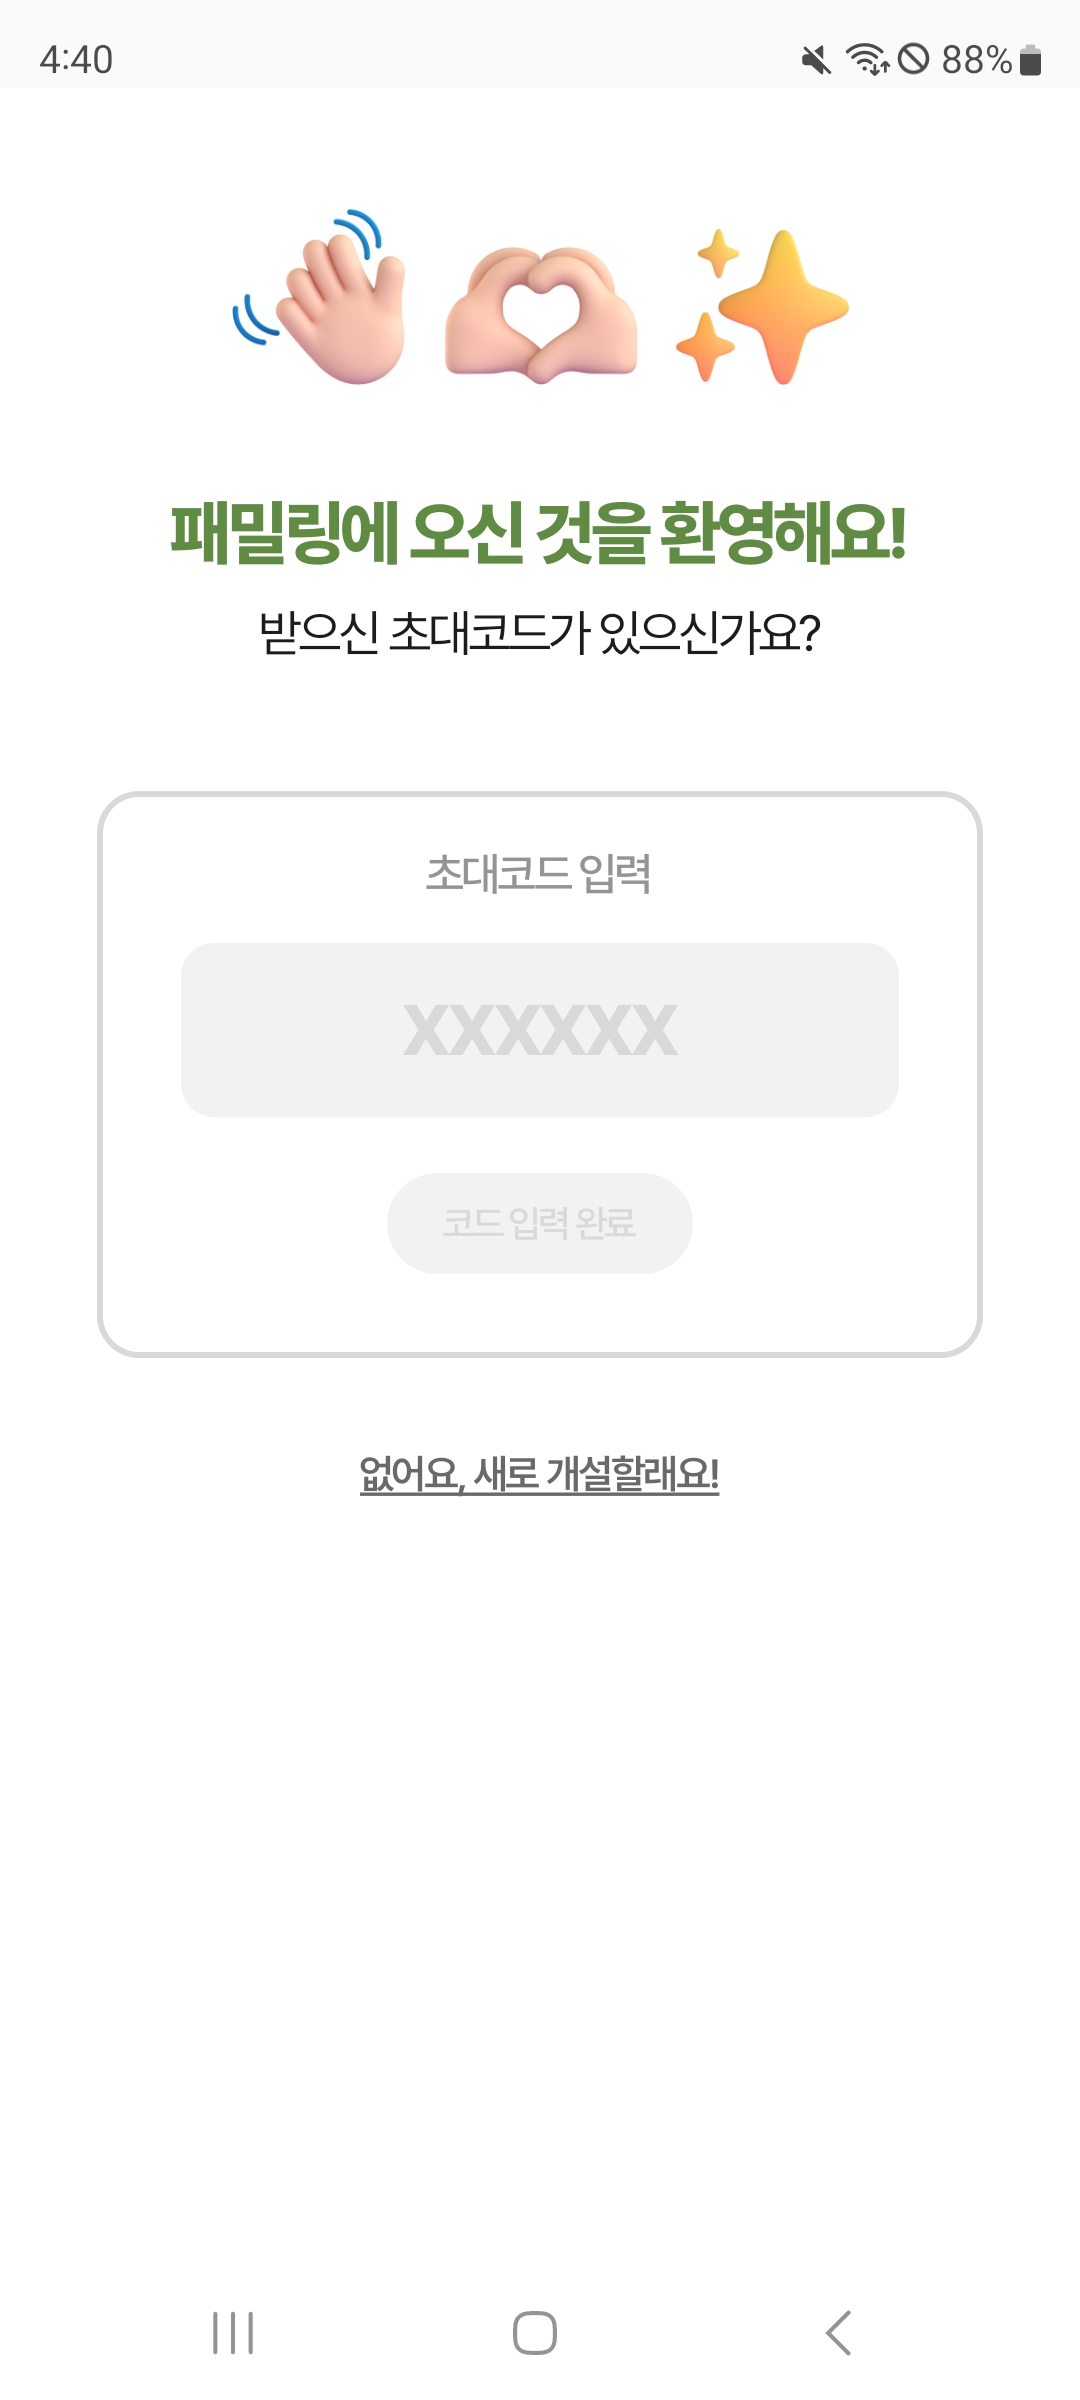 4:40
88%
패밀링에 오신 것을 환영해요!
받으신 초대코드가 있으신가요?
초대코드 입력
XXXXXX
코드 입력 완료
없어요, 새로 개설할래요!